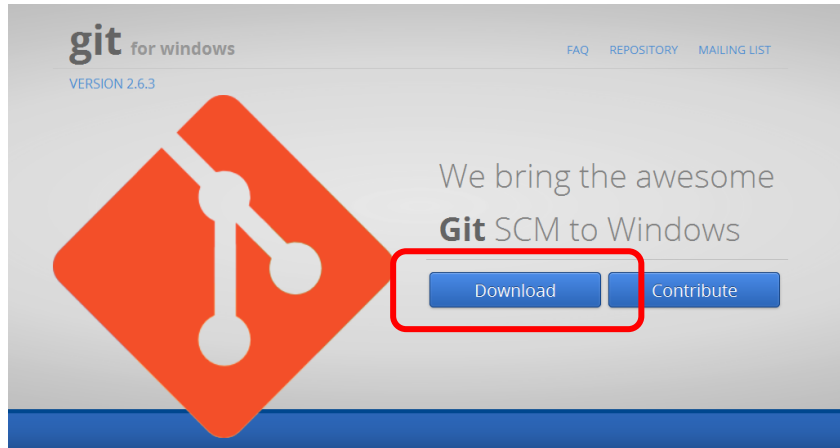 git for windows
FAQ REPOSITORY MAILING LIST
VERSION 2.6.3
We bring the awesome
Git SCM to Windows
Download Contribute